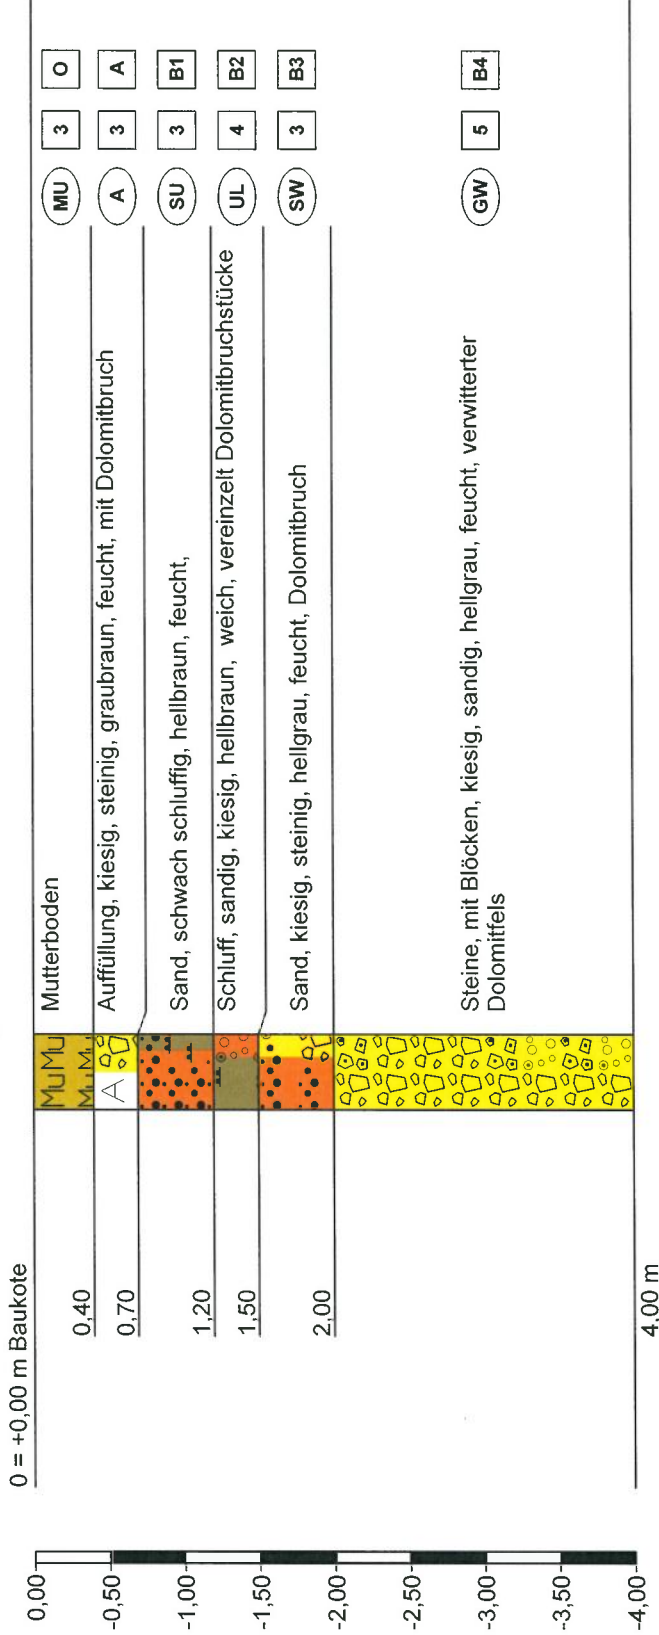 0 = +0,00 m Baukote
0,00
-0,50
-1,00
-1,50
-2,00
-2,50
-3,00
-3,50
-4,00
0,40
0,70
1,20
1,50
2,00
4,00 m
MuMu
MuM
A
Mutterboden MU 3 O
Auffüllung, kiesig, steinig, graubraun, feucht, mit Dolomitbruch A 3 A
Sand, schwach schluffig, hellbraun, feucht, SU 3 B1
Schluff, sandig, kiesig, hellbraun, weich, vereinzelt Dolomitbruchstücke UL 4 B2
Sand, kiesig, steinig, hellgrau, feucht, Dolomitbruch SW 3 B3
Steine, mit Blöcken, kiesig, sandig, hellgrau, feucht, verwitterter GW 5 B4
Dolomitfels